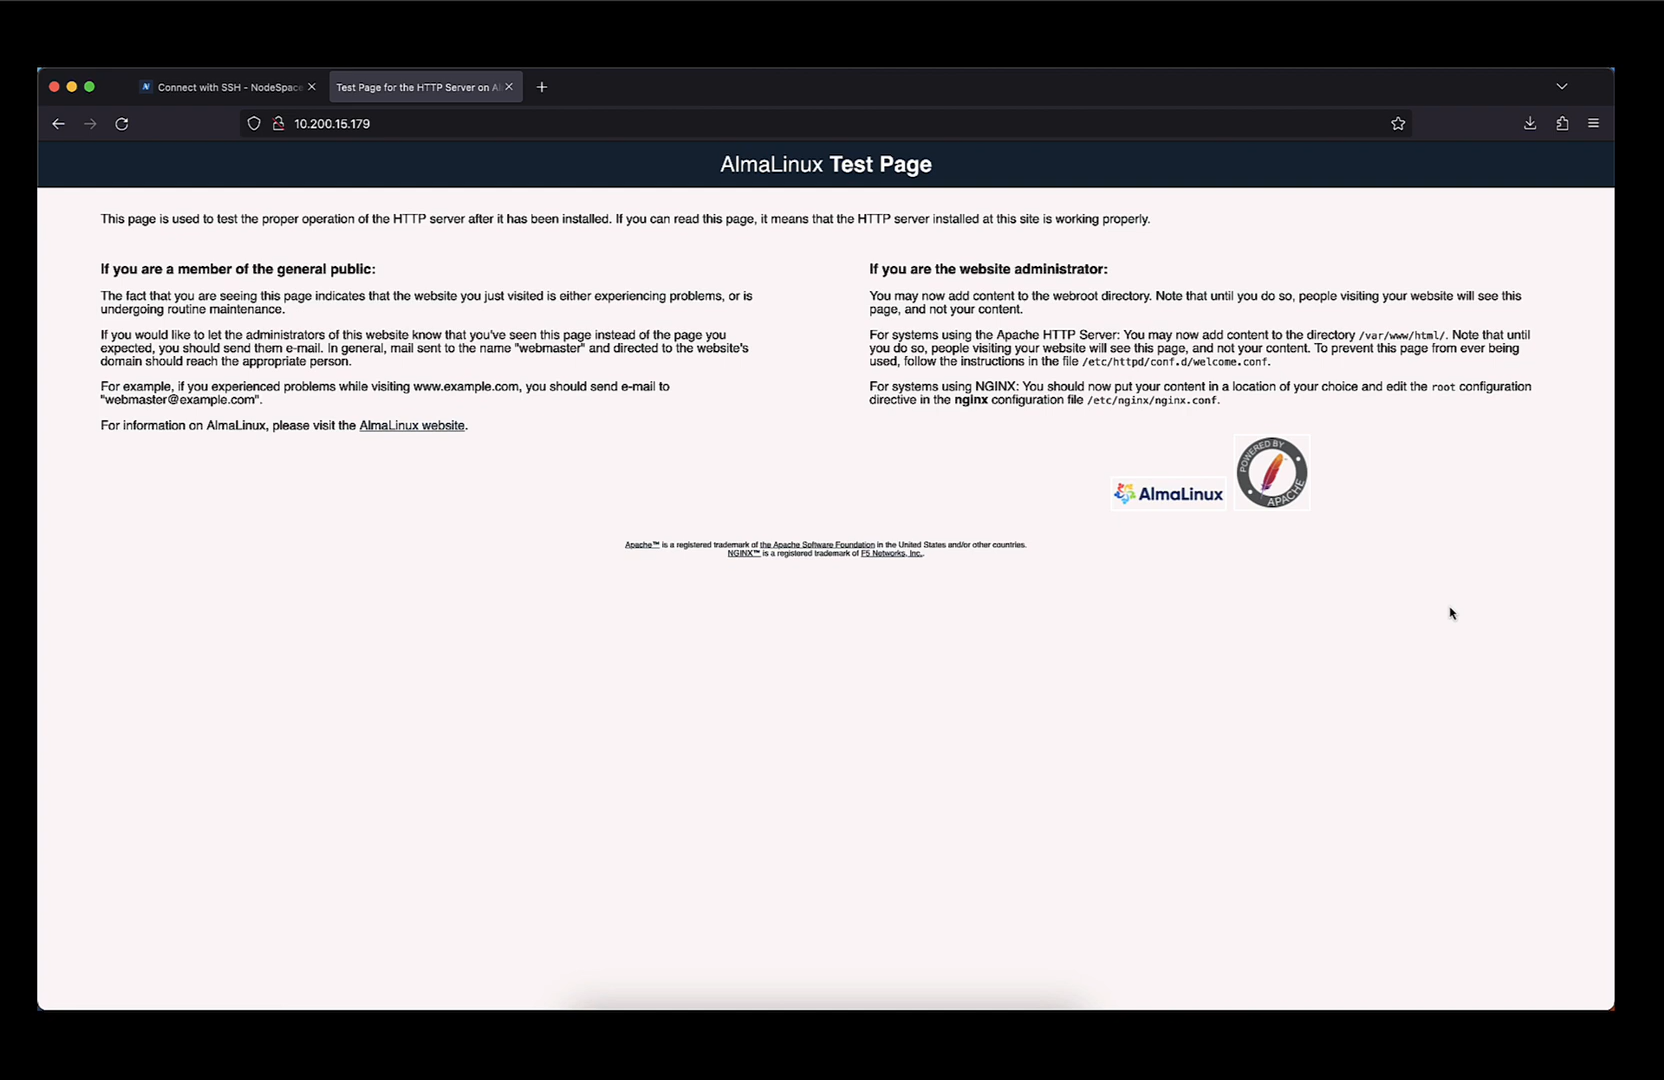 Connect with SSH - NodeSpace
Test Page for the HTTP Server on Al
10.200.15.179
AlmaLinux Test Page
This page is used to test the proper operation of the HTTP server after it has been installed. If you can read this page, it means that the HTTP server installed at this site is working properly.
If you are a member of the general public:
The fact that you are seeing this page indicates that the website you just visited is either experiencing problems, or is
undergoing routine maintenance.
If you would like to let the administrators of this website know that you've seen this page instead of the page you
expected, you should send them e-mail. In general, mail sent to the name "webmaster" and directed to the website's
domain should reach the appropriate person.
For example, if you experienced problems while visiting www.example.com, you should send e-mail to
"webmaster@example.com".
For information on AlmaLinux, please visit the AlmaLinux website.
If you are the website administrator:
You may now add content to the webroot directory. Note that until you do so, people visiting your website will see this
page, and not your content.
For systems using the Apache HTTP Server: You may now add content to the directory /var/www/html/. Note that until
you do so, people visiting your website will see this page, and not your content. To prevent this page from ever being
used, follow the instructions in the file /etc/httpd/conf.d/welcome.conf.
For systems using NGINX: You should now put your content in a location of your choice and edit the root configuration
directive in the nginx configuration file /etc/nginx/nginx.conf.
AlmaLinux
POWERED BY
APACHE
Apache™ is a registered trademark of the Apache Software Foundation in the United States and/or other countries.
NGINX™ is a registered trademark of F5 Networks, Inc..